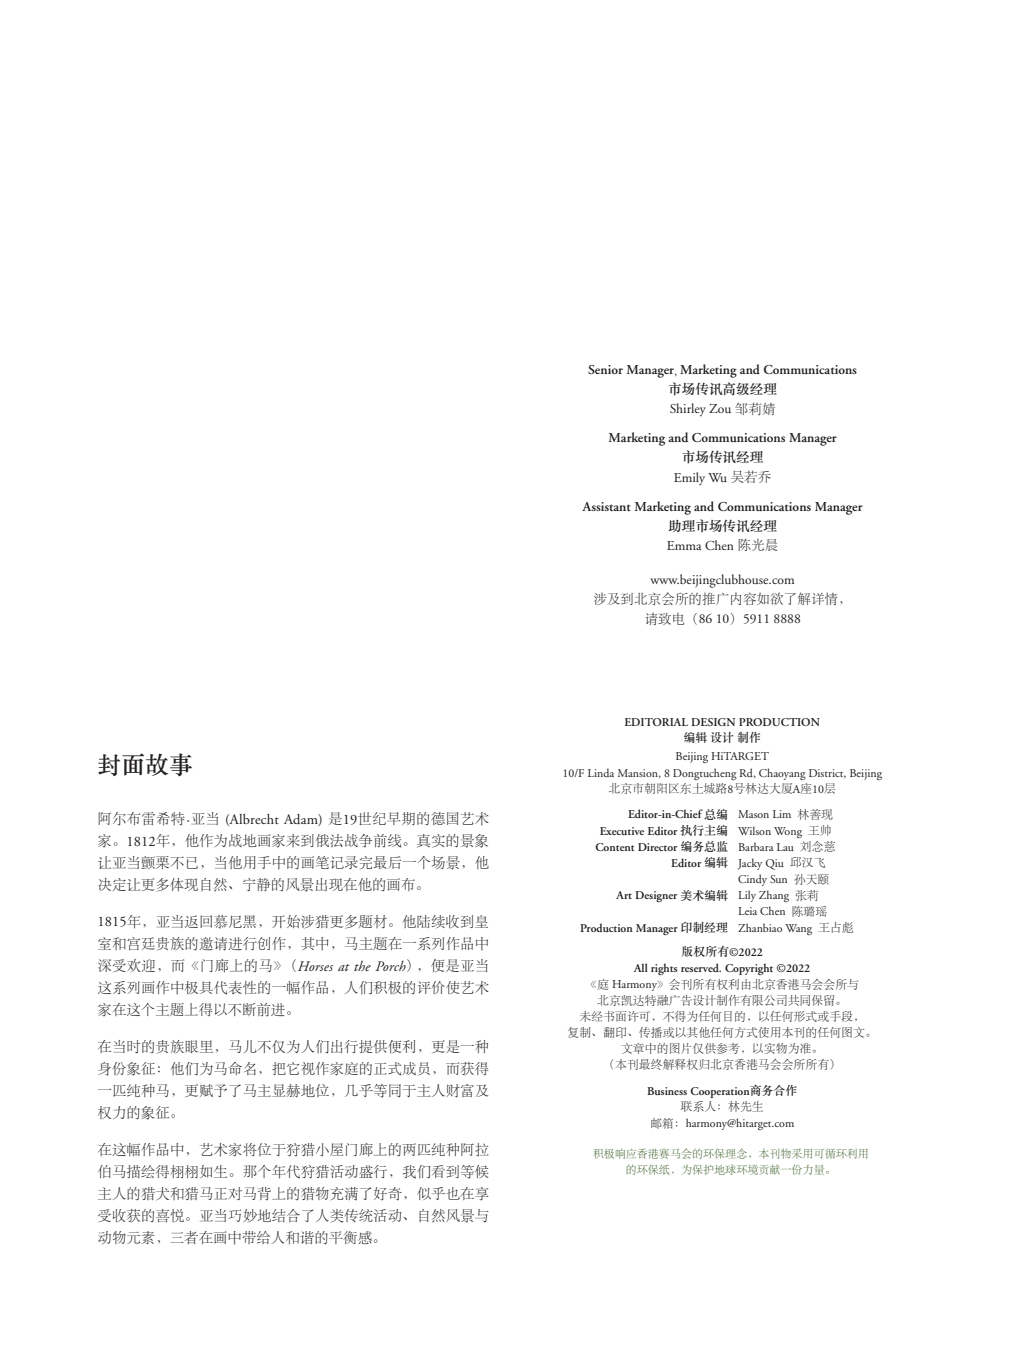 封面故事
阿尔布雷希特·亚当 (Albrecht Adam) 是19世纪早期的德国艺术
家。1812年，他作为战地画家来到俄法战争前线。真实的景象
让亚当颤栗不已，当他用手中的画笔记录完最后一个场景，他
决定让更多体现自然、宁静的风景出现在他的画布。
1815年，亚当返回慕尼黑，开始涉猎更多题材。他陆续收到皇
室和宫廷贵族的邀请进行创作，其中，马主题在一系列作品中
深受欢迎，而《门廊上的马》（Horses at the Porch），便是亚当
这系列画作中极具代表性的一幅作品，人们积极的评价使艺术
家在这个主题上得以不断前进。
在当时的贵族眼里，马儿不仅为人们出行提供便利，更是一种
身份象征：他们为马命名，把它视作家庭的正式成员，而获得
一匹纯种马，更赋予了马主显赫地位，几乎等同于主人财富及
权力的象征。
在这幅作品中，艺术家将位于狩猎小屋门廊上的两匹纯种阿拉
伯马描绘得栩栩如生。那个年代狩猎活动盛行，我们看到等候
主人的猎犬和猎马正对马背上的猎物充满了好奇，似乎也在享
受收获的喜悦。亚当巧妙地结合了人类传统活动、自然风景与
动物元素，三者在画中带给人和谐的平衡感。
Senior Manager, Marketing and Communications
市场传讯高级经理
Shirley Zou 邹莉婧
Marketing and Communications Manager
市场传讯经理
Emily Wu 吴若乔
Assistant Marketing and Communications Manager
助理市场传讯经理
Emma Chen 陈光晨
www.beijingclubhouse.com
涉及到北京会所的推广内容如欲了解详情，
请致电（86 10）5911 8888
EDITORIAL DESIGN PRODUCTION
编辑 设计 制作
Beijing HiTARGET
10/F Linda Mansion, 8 Dongtucheng Rd, Chaoyang District, Beijing
北京市朝阳区东土城路8号林达大厦A座10层
Editor-in-Chief 总编 Mason Lim 林善现
Executive Editor 执行主编 Wilson Wong 王帅
Content Director 编务总监 Barbara Lau 刘念慈
Editor 编辑 Jacky Qiu 邱汉飞
Cindy Sun 孙天颐
Art Designer 美术编辑 Lily Zhang 张莉
Leia Chen 陈璐瑶
Production Manager 印制经理 Zhanbiao Wang 王占彪
版权所有©2022
All rights reserved. Copyright ©2022
《庭 Harmony》会刊所有权利由北京香港马会会所与
北京凯达特融广告设计制作有限公司共同保留。
未经书面许可，不得为任何目的，以任何形式或手段，
复制、翻印、传播或以其他任何方式使用本刊的任何图文。
文章中的图片仅供参考，以实物为准。
（本刊最终解释权归北京香港马会会所所有）
Business Cooperation商务合作
联系人：林先生
邮箱：harmony@hitarget.com
积极响应香港赛马会的环保理念，本刊物采用可循环利用
的环保纸，为保护地球环境贡献一份力量。